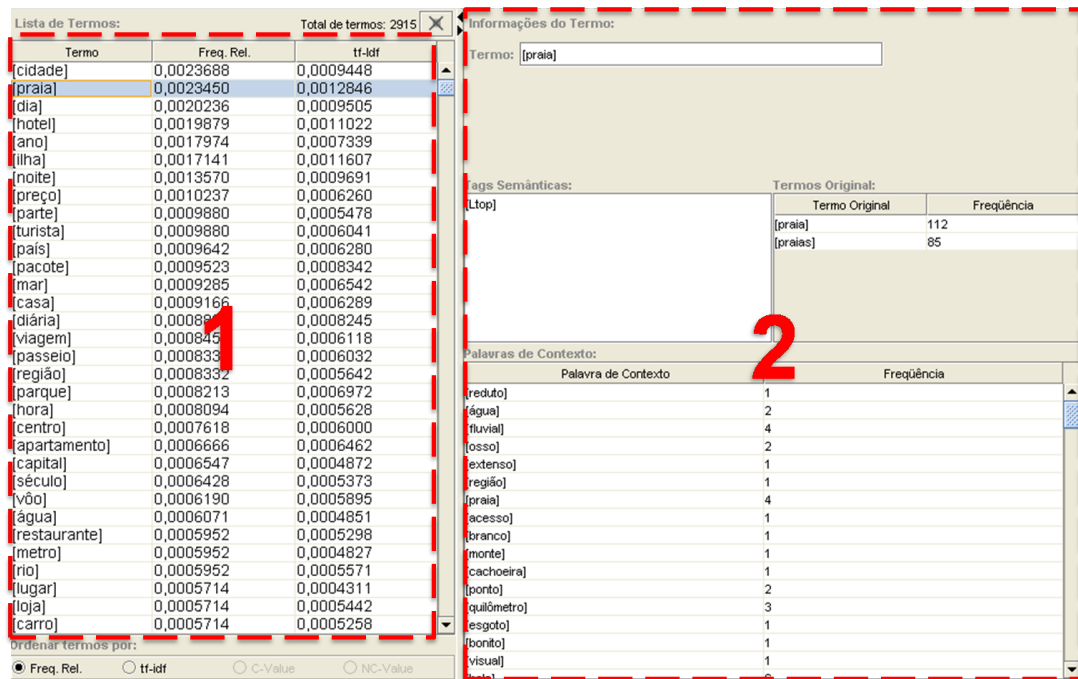 Lista de Termos: Total de termos: 2915
Termo Freq. Rel. tf-Idf
[cidade] 0,0023688 0,0009448
[praia] 0,0023450 0,0012846
[dia] 0,0020236 0,0009505
[hotel] 0,0019879 0,0011022
[ano] 0,0017974 0,0007339
[ilha] 0,0017141 0,0011607
[noite] 0,0013570 0,0009691
[preço] 0,0010237 0,0006260
[parte] 0,0009880 0,0005478
[turista] 0,0009880 0,0006041
[país] 0,0009642 0,0006280
[pacote] 0,0009523 0,0008342
[mar] 0,0009285 0,0006542
[casa] 0,0009166 0,0006289
[diária] 0,0008245
[viagem] 0,0006118
[passeio] 0,0006032
[região] 0,0008332 0,0005642
[parque] 0,0008213 0,0006972
[hora] 0,0008094 0,0005628
[centro] 0,0007618 0,0006000
[apartamento] 0,0006666 0,0006462
[capital] 0,0006547 0,0004872
[século] 0,0006428 0,0005373
[vôo] 0,0006190 0,0005895
[água] 0,0006071 0,0004851
[restaurante] 0,0005952 0,0005298
[metro] 0,0005952 0,0004827
[rio] 0,0005952 0,0005571
[lugar] 0,0005714 0,0004311
[loja] 0,0005714 0,0005442
[carro] 0,0005714 0,0005258
1
Ordenar termos por:
Freq. Rel. tf-idf C-Value NC-Value
Informações do Termo:
Termo: [praia]
Tags Semânticas:
[Ltop]
Termos Original:
Termo Original Freqüência
[praia] 112
[praias] 85
2
Palavras de Contexto:
Palavra de Contexto Freqüência
[reduto] 1
[água] 2
[fluvial] 4
[osso] 2
[extenso] 1
[região] 1
[praia] 4
[acesso] 1
[branco] 1
[monte] 1
[cachoeira] 1
[ponto] 2
[quilômetro] 3
[esgoto] 1
[bonito] 1
[visual] 1